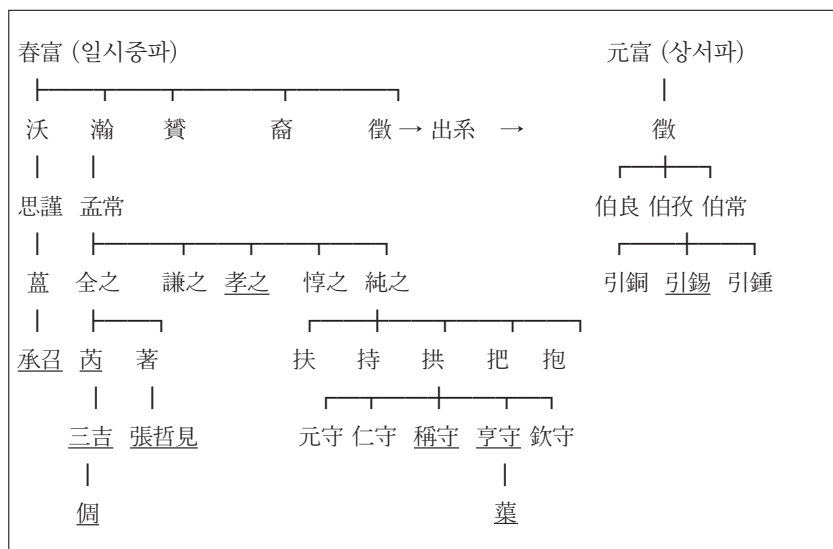 春富 (일시중파) 元富 (상서파)
沃 瀚 贇 裔 徵 → 出系 → 徵
思謹 孟常 伯良 伯孜 伯常
藍 全之 謙之 孝之 惇之 純之 引銅 引錫 引鍾
承召 芮 著 扶 持 拱 把 抱
三吉 張哲見 元守 仁守 稱守 亨守 欽守
倜 蕖